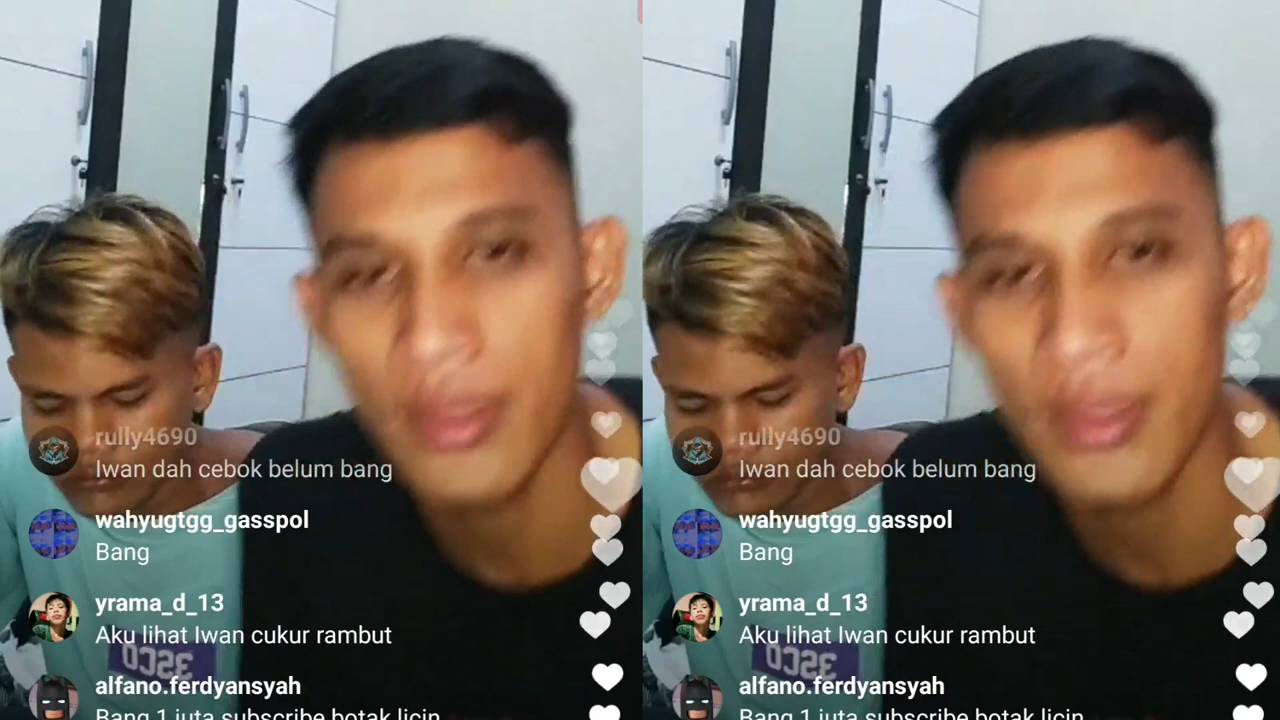 rully4690
Iwan dah cebok belum bang
wahyugtgg_gasspol
Bang
yrama_d_13
Aku lihat Iwan cukur rambut
alfano.ferdyansyah
Bang 1 juta subscribe botak licin
rully4690
Iwan dah cebok belum bang
wahyugtgg_gasspol
Bang
yrama_d_13
Aku lihat Iwan cukur rambut
alfano.ferdyansyah
Bang 1 juta subscribe botak licin